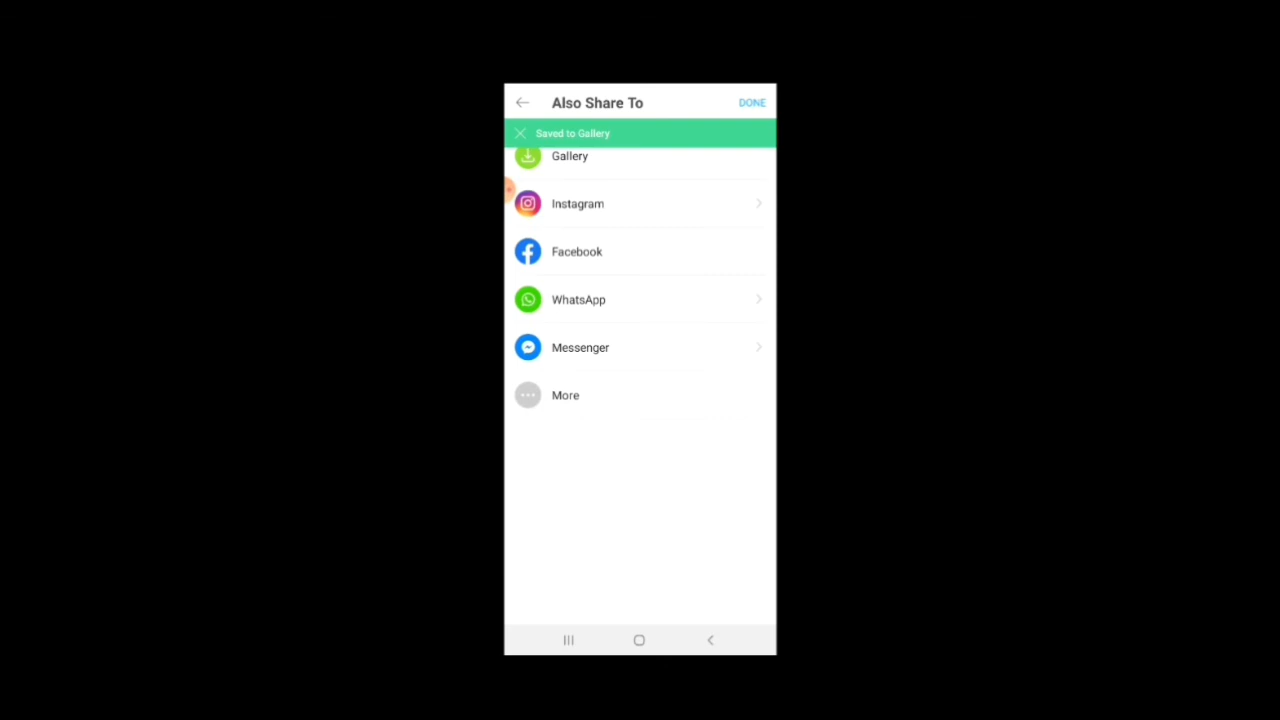 Also Share To
DONE
Saved to Gallery
Gallery
Instagram
Facebook
WhatsApp
Messenger
More